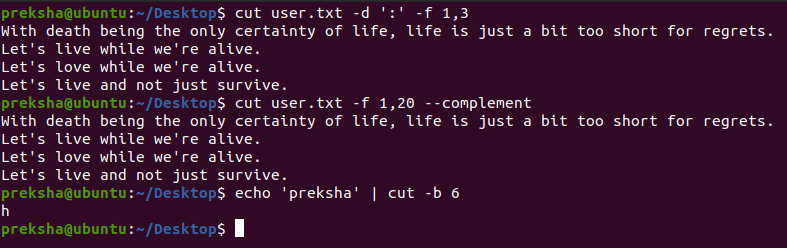 preksha@ubuntu:~/Desktop$ cut user.txt -d ':' -f 1,3
With death being the only certainty of life, life is just a bit too short for regrets.
Let's live while we're alive.
Let's love while we're alive.
Let's live and not just survive.
preksha@ubuntu:~/Desktop$ cut user.txt -f 1,20 --complement
With death being the only certainty of life, life is just a bit too short for regrets.
Let's live while we're alive.
Let's love while we're alive.
Let's live and not just survive.
preksha@ubuntu:~/Desktop$ echo 'preksha' | cut -b 6
h
preksha@ubuntu:~/Desktop$